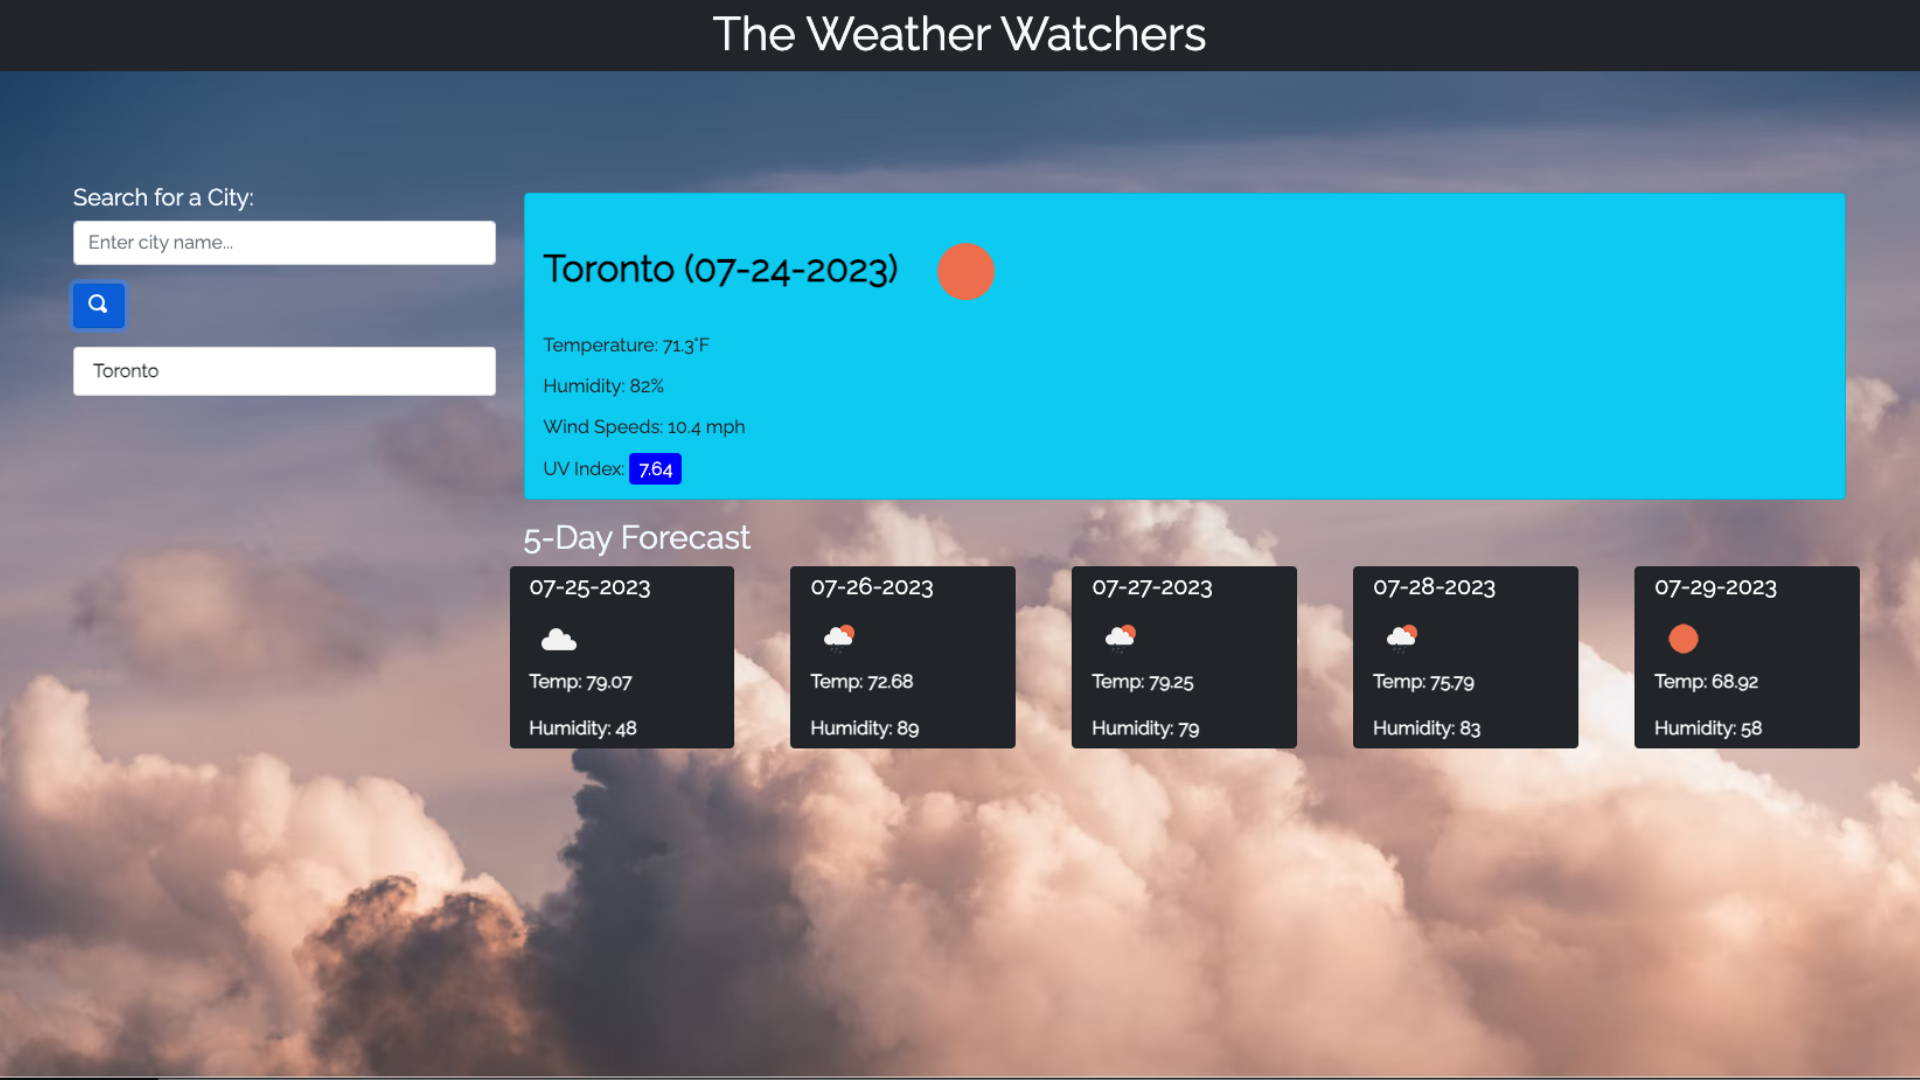 The Weather Watchers
Search for a City:
Enter city name...
Toronto
Toronto (07-24-2023)
Temperature: 71.3°F
Humidity: 82%
Wind Speeds: 10.4 mph
UV Index: 7.64
5-Day Forecast
07-25-2023
Temp: 79.07
Humidity: 48
07-26-2023
Temp: 72.68
Humidity: 89
07-27-2023
Temp: 79.25
Humidity: 79
07-28-2023
Temp: 75.79
Humidity: 83
07-29-2023
Temp: 68.92
Humidity: 58